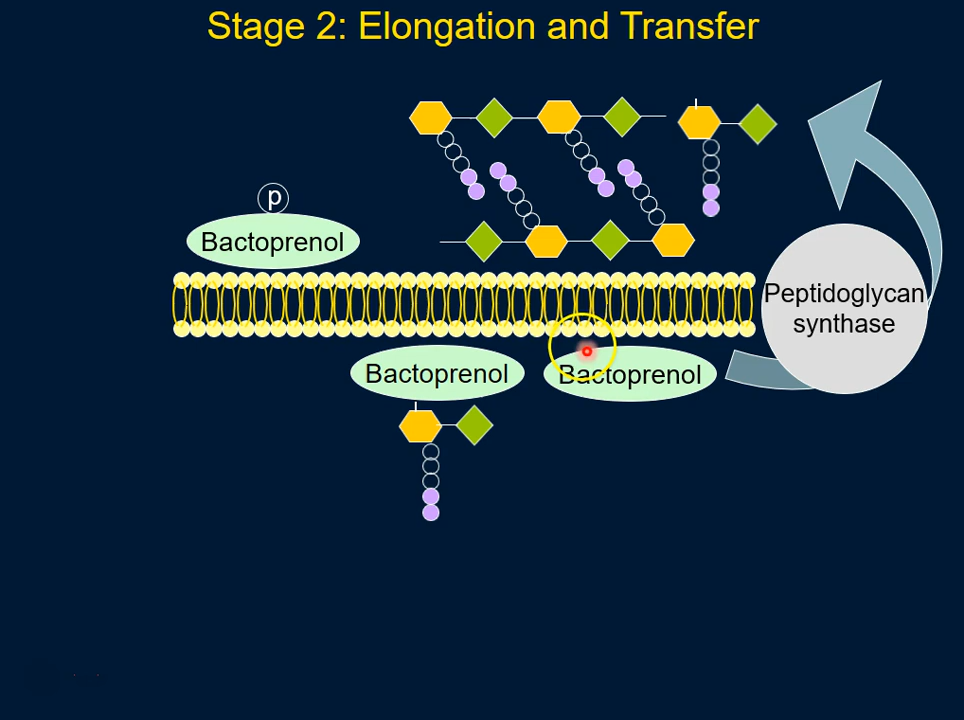 Stage 2: Elongation and Transfer
p
Bactoprenol
Peptidoglycan
synthase
Bactoprenol
Bactoprenol